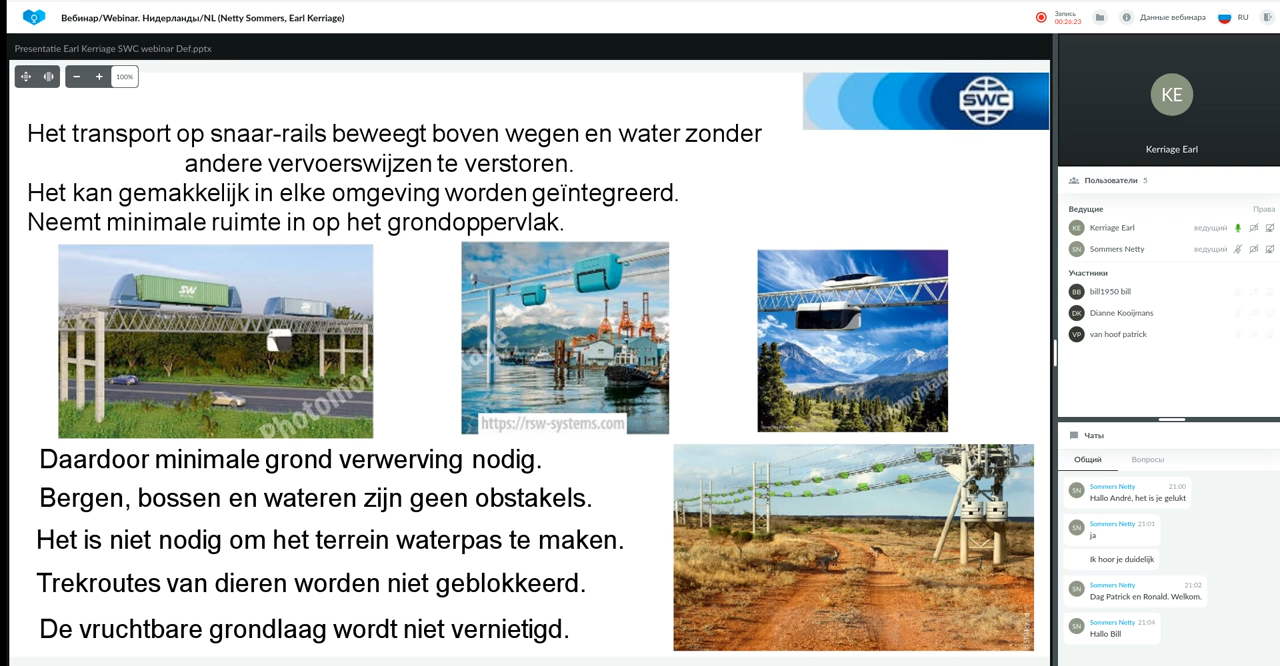 Вебинар/Webinar. Нидерланды/NL (Netty Sommers, Earl Kerriage)
Запись
00:26:23
Данные вебинара
RU
Presentatie Earl Kerriage SWC webinar Def.pptx
100%
SWC
Het transport op snaar-rails beweegt boven wegen en water zonder
andere vervoerswijzen te verstoren.
Het kan gemakkelijk in elke omgeving worden geïntegreerd.
Neemt minimale ruimte in op het grondoppervlak.
SW
Photomo
https://rsw-systems.com
Photomontage
Daardoor minimale grond verwerving nodig.
Bergen, bossen en wateren zijn geen obstakels.
Het is niet nodig om het terrein waterpas te maken.
Trekroutes van dieren worden niet geblokkeerd.
De vruchtbare grondlaag wordt niet vernietigd.
KE
Kerriage Earl
Пользователи 5
Ведущие Права
KE Kerriage Earl ведущий
SN Sommers Netty ведущий
Участники
BB bill1950 bill
DK Dianne Kooijmans
VP van hoof patrick
Чаты
Общий Вопросы
SN Sommers Netty 21:00
Hallo André, het is je gelukt
SN Sommers Netty 21:01
ja
Ik hoor je duidelijk
SN Sommers Netty 21:02
Dag Patrick en Ronald. Welkom.
SN Sommers Netty 21:04
Hallo Bill